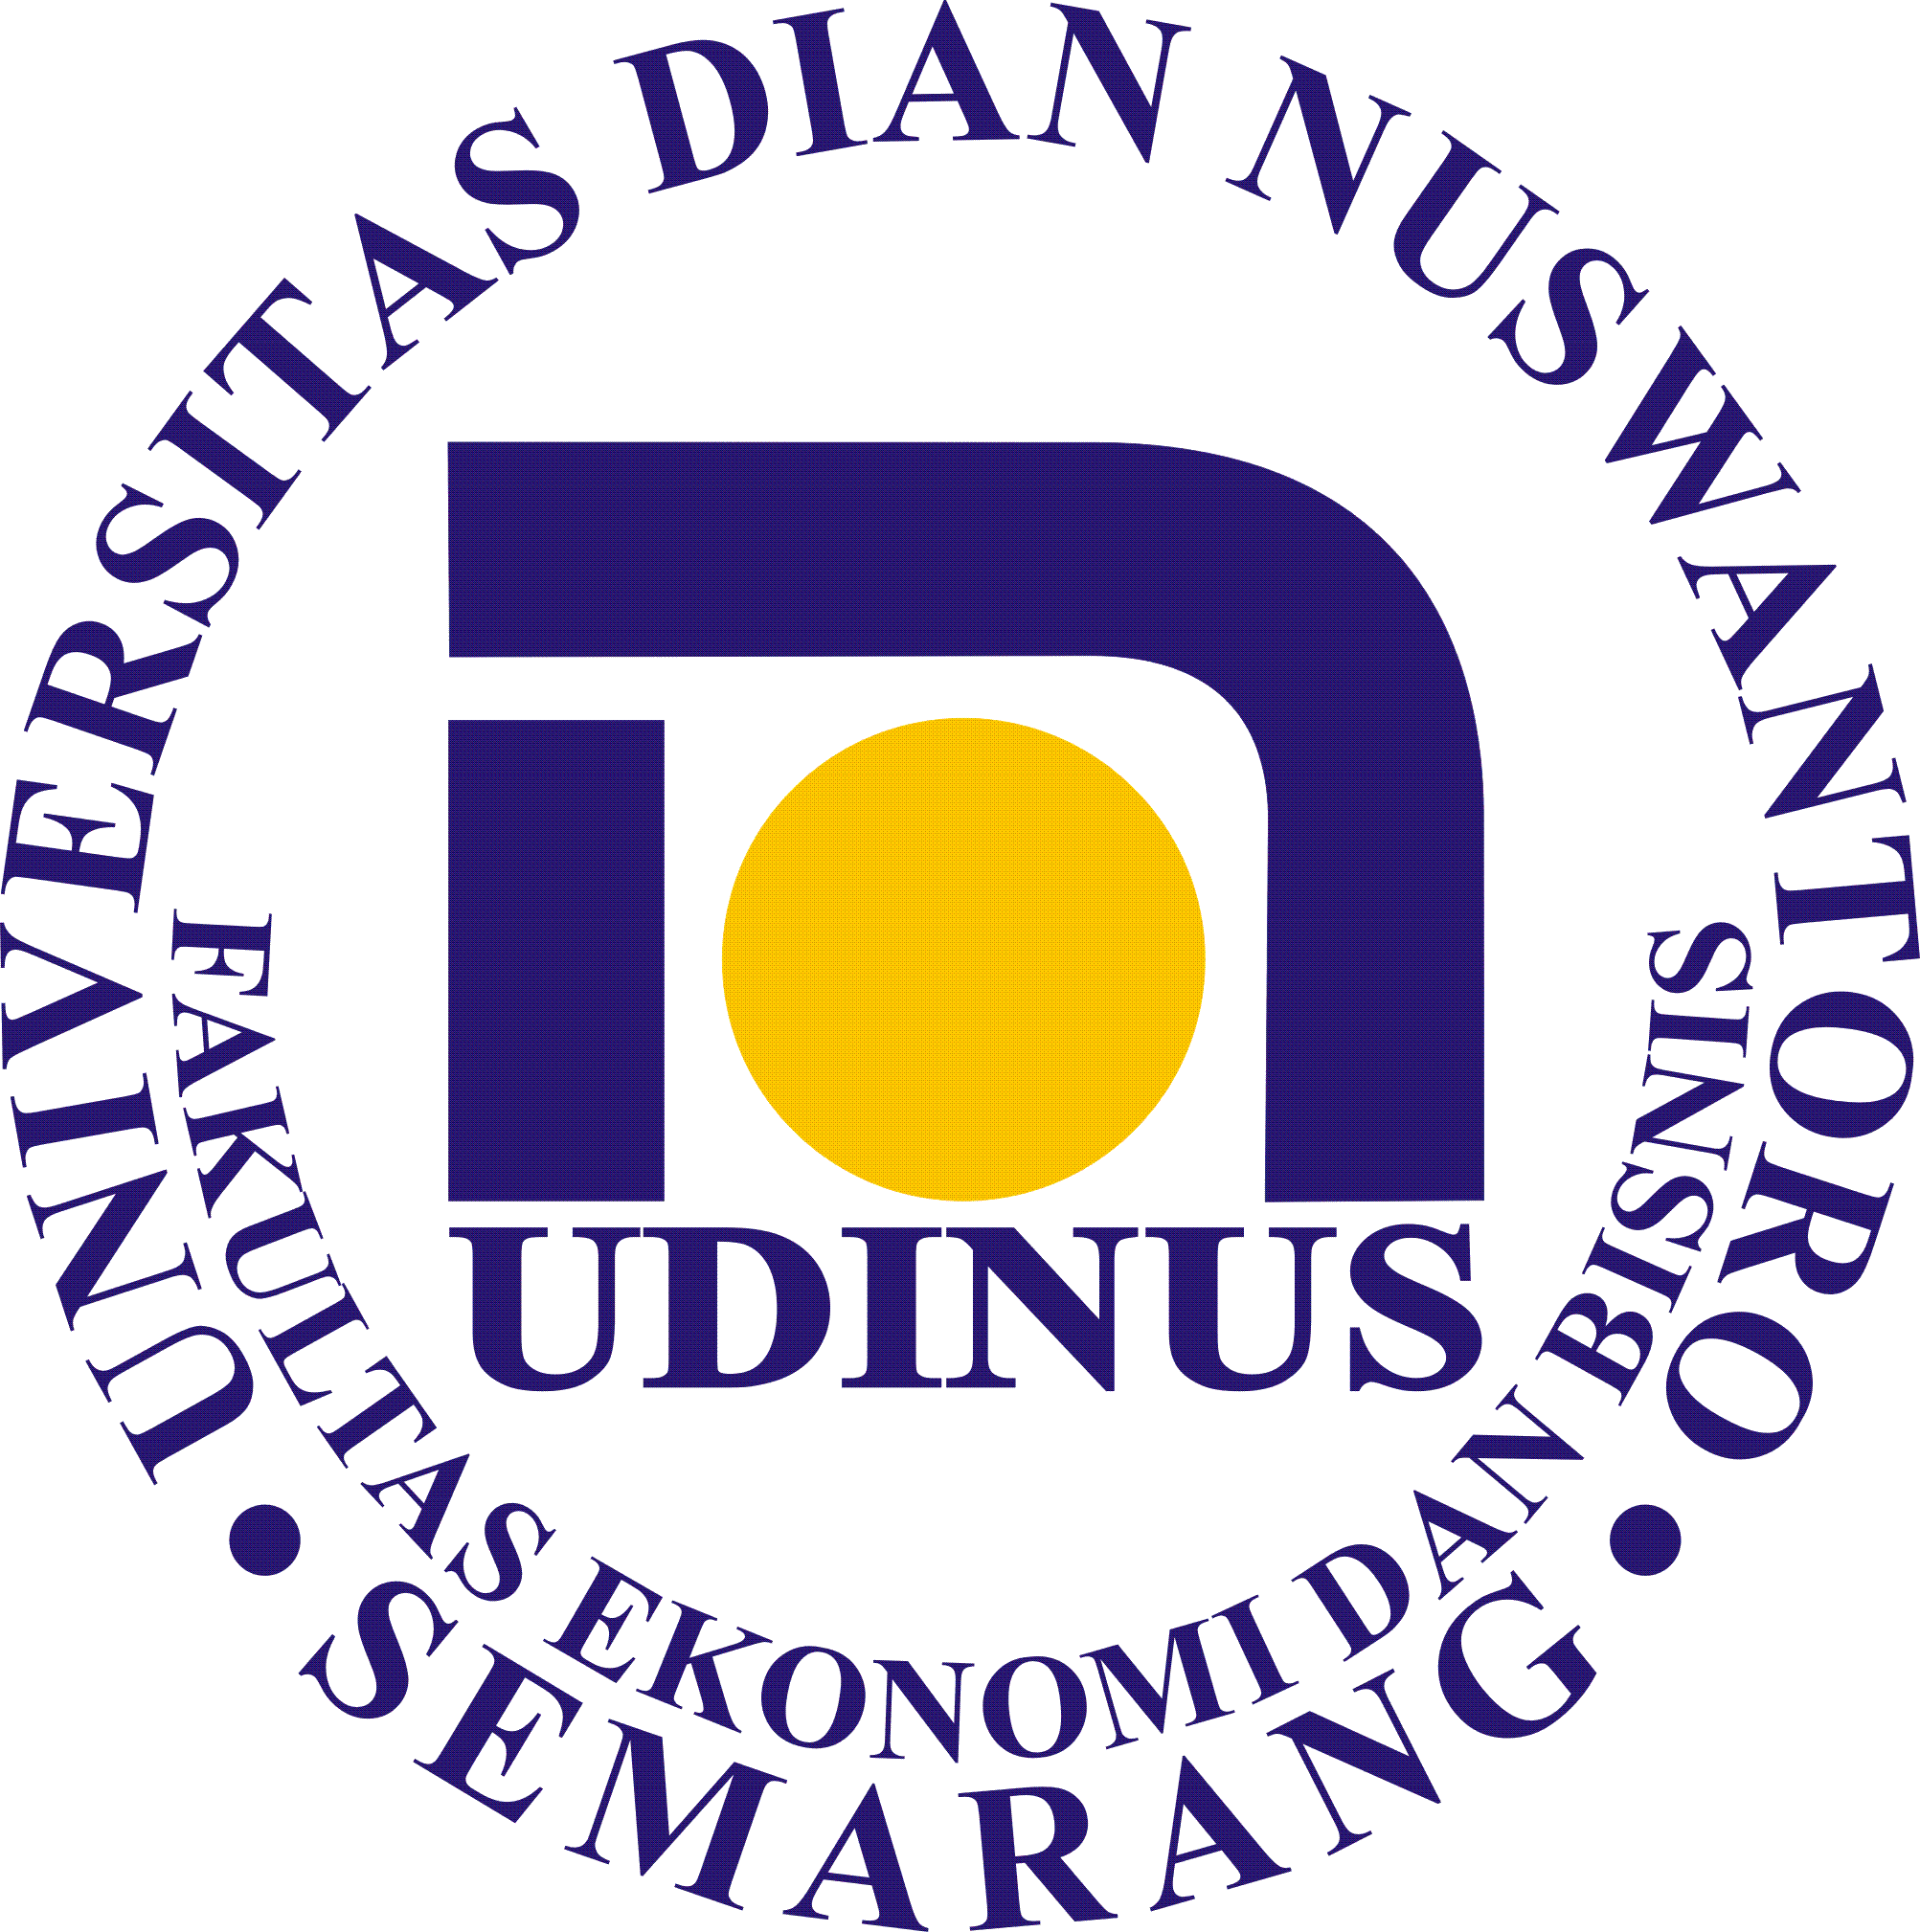 UNIVERSITAS DIAN NUSWANTORO
UDINUS
FAKULTAS EKONOMI DAN BISNIS
SEMARANG